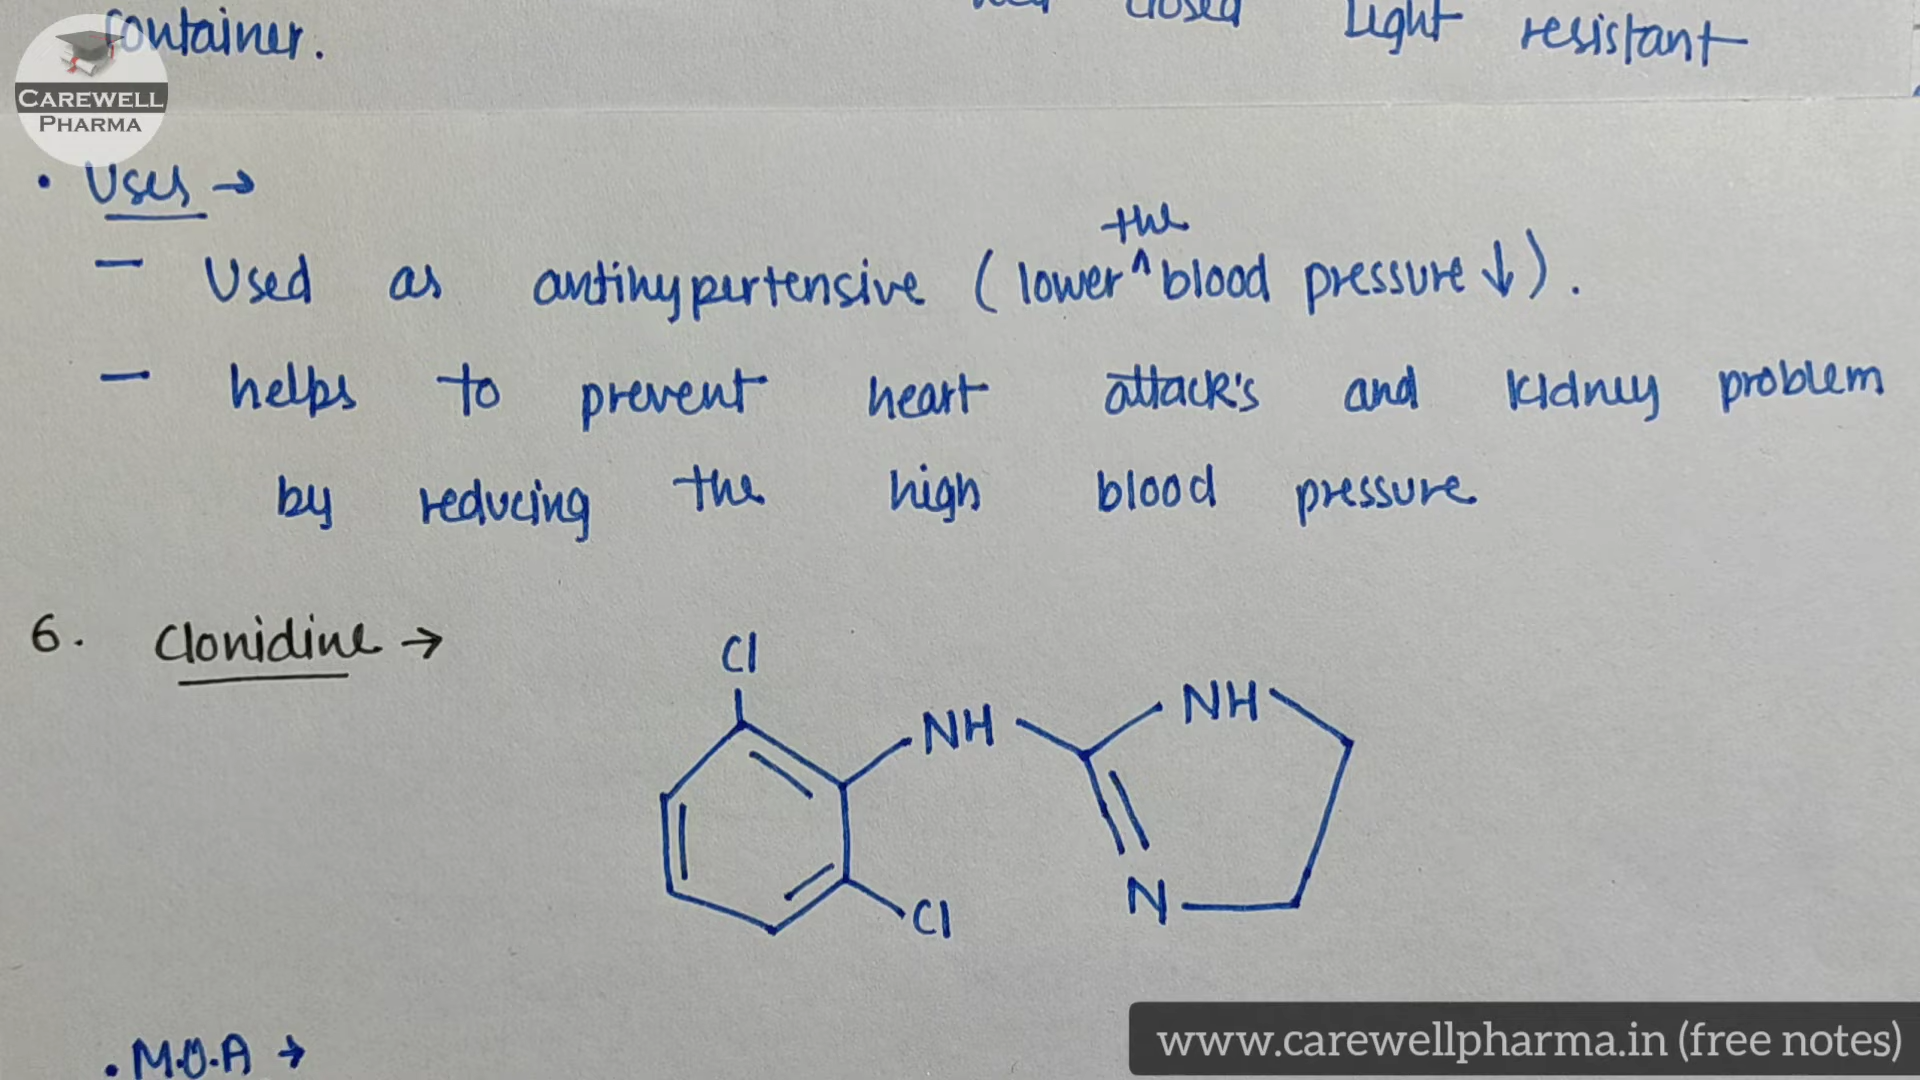 closed Light resistant
container.
CAREWELL
PHARMA
• Uses →
the
— Used as antihypertensive ( lower ^ blood pressure ↓ ) .
— helps to prevent heart attack's and kidney problem
by reducing the high blood pressure
6. Clonidine →
Cl
NH
NH
N
Cl
• M.O.A →
www.carewellpharma.in (free notes)